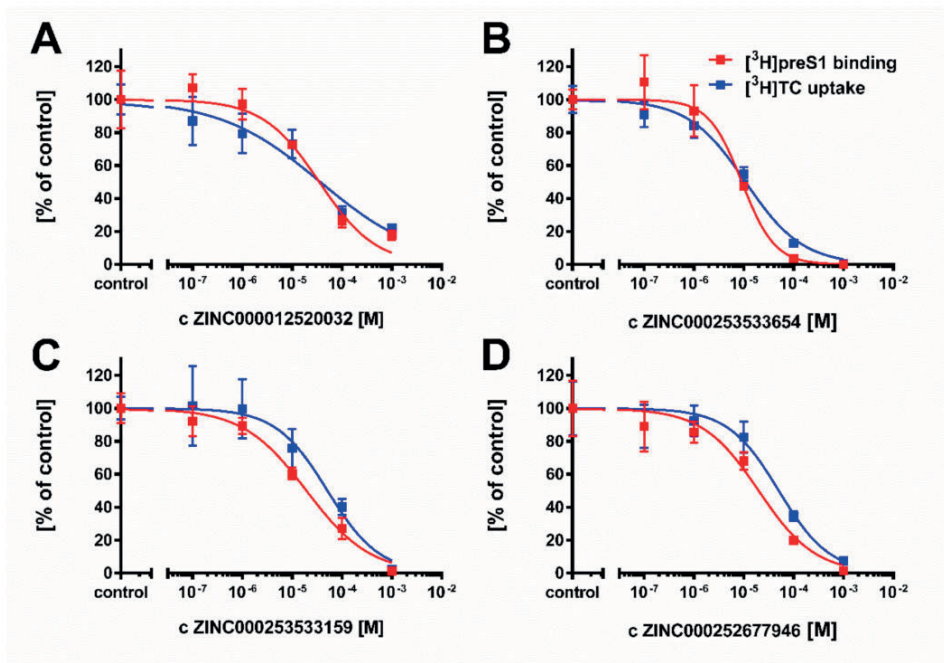 A
B
[³H]preS1 binding
[³H]TC uptake
[% of control]
120
100
80
60
40
20
0
control
10⁻⁷
10⁻⁶
10⁻⁵
10⁻⁴
10⁻³
10⁻²
c ZINC000012520032 [M]
[% of control]
120
100
80
60
40
20
0
control
10⁻⁷
10⁻⁶
10⁻⁵
10⁻⁴
10⁻³
10⁻²
c ZINC000253533654 [M]
C
D
[% of control]
120
100
80
60
40
20
0
control
10⁻⁷
10⁻⁶
10⁻⁵
10⁻⁴
10⁻³
10⁻²
c ZINC000253533159 [M]
[% of control]
120
100
80
60
40
20
0
control
10⁻⁷
10⁻⁶
10⁻⁵
10⁻⁴
10⁻³
10⁻²
c ZINC000252677946 [M]